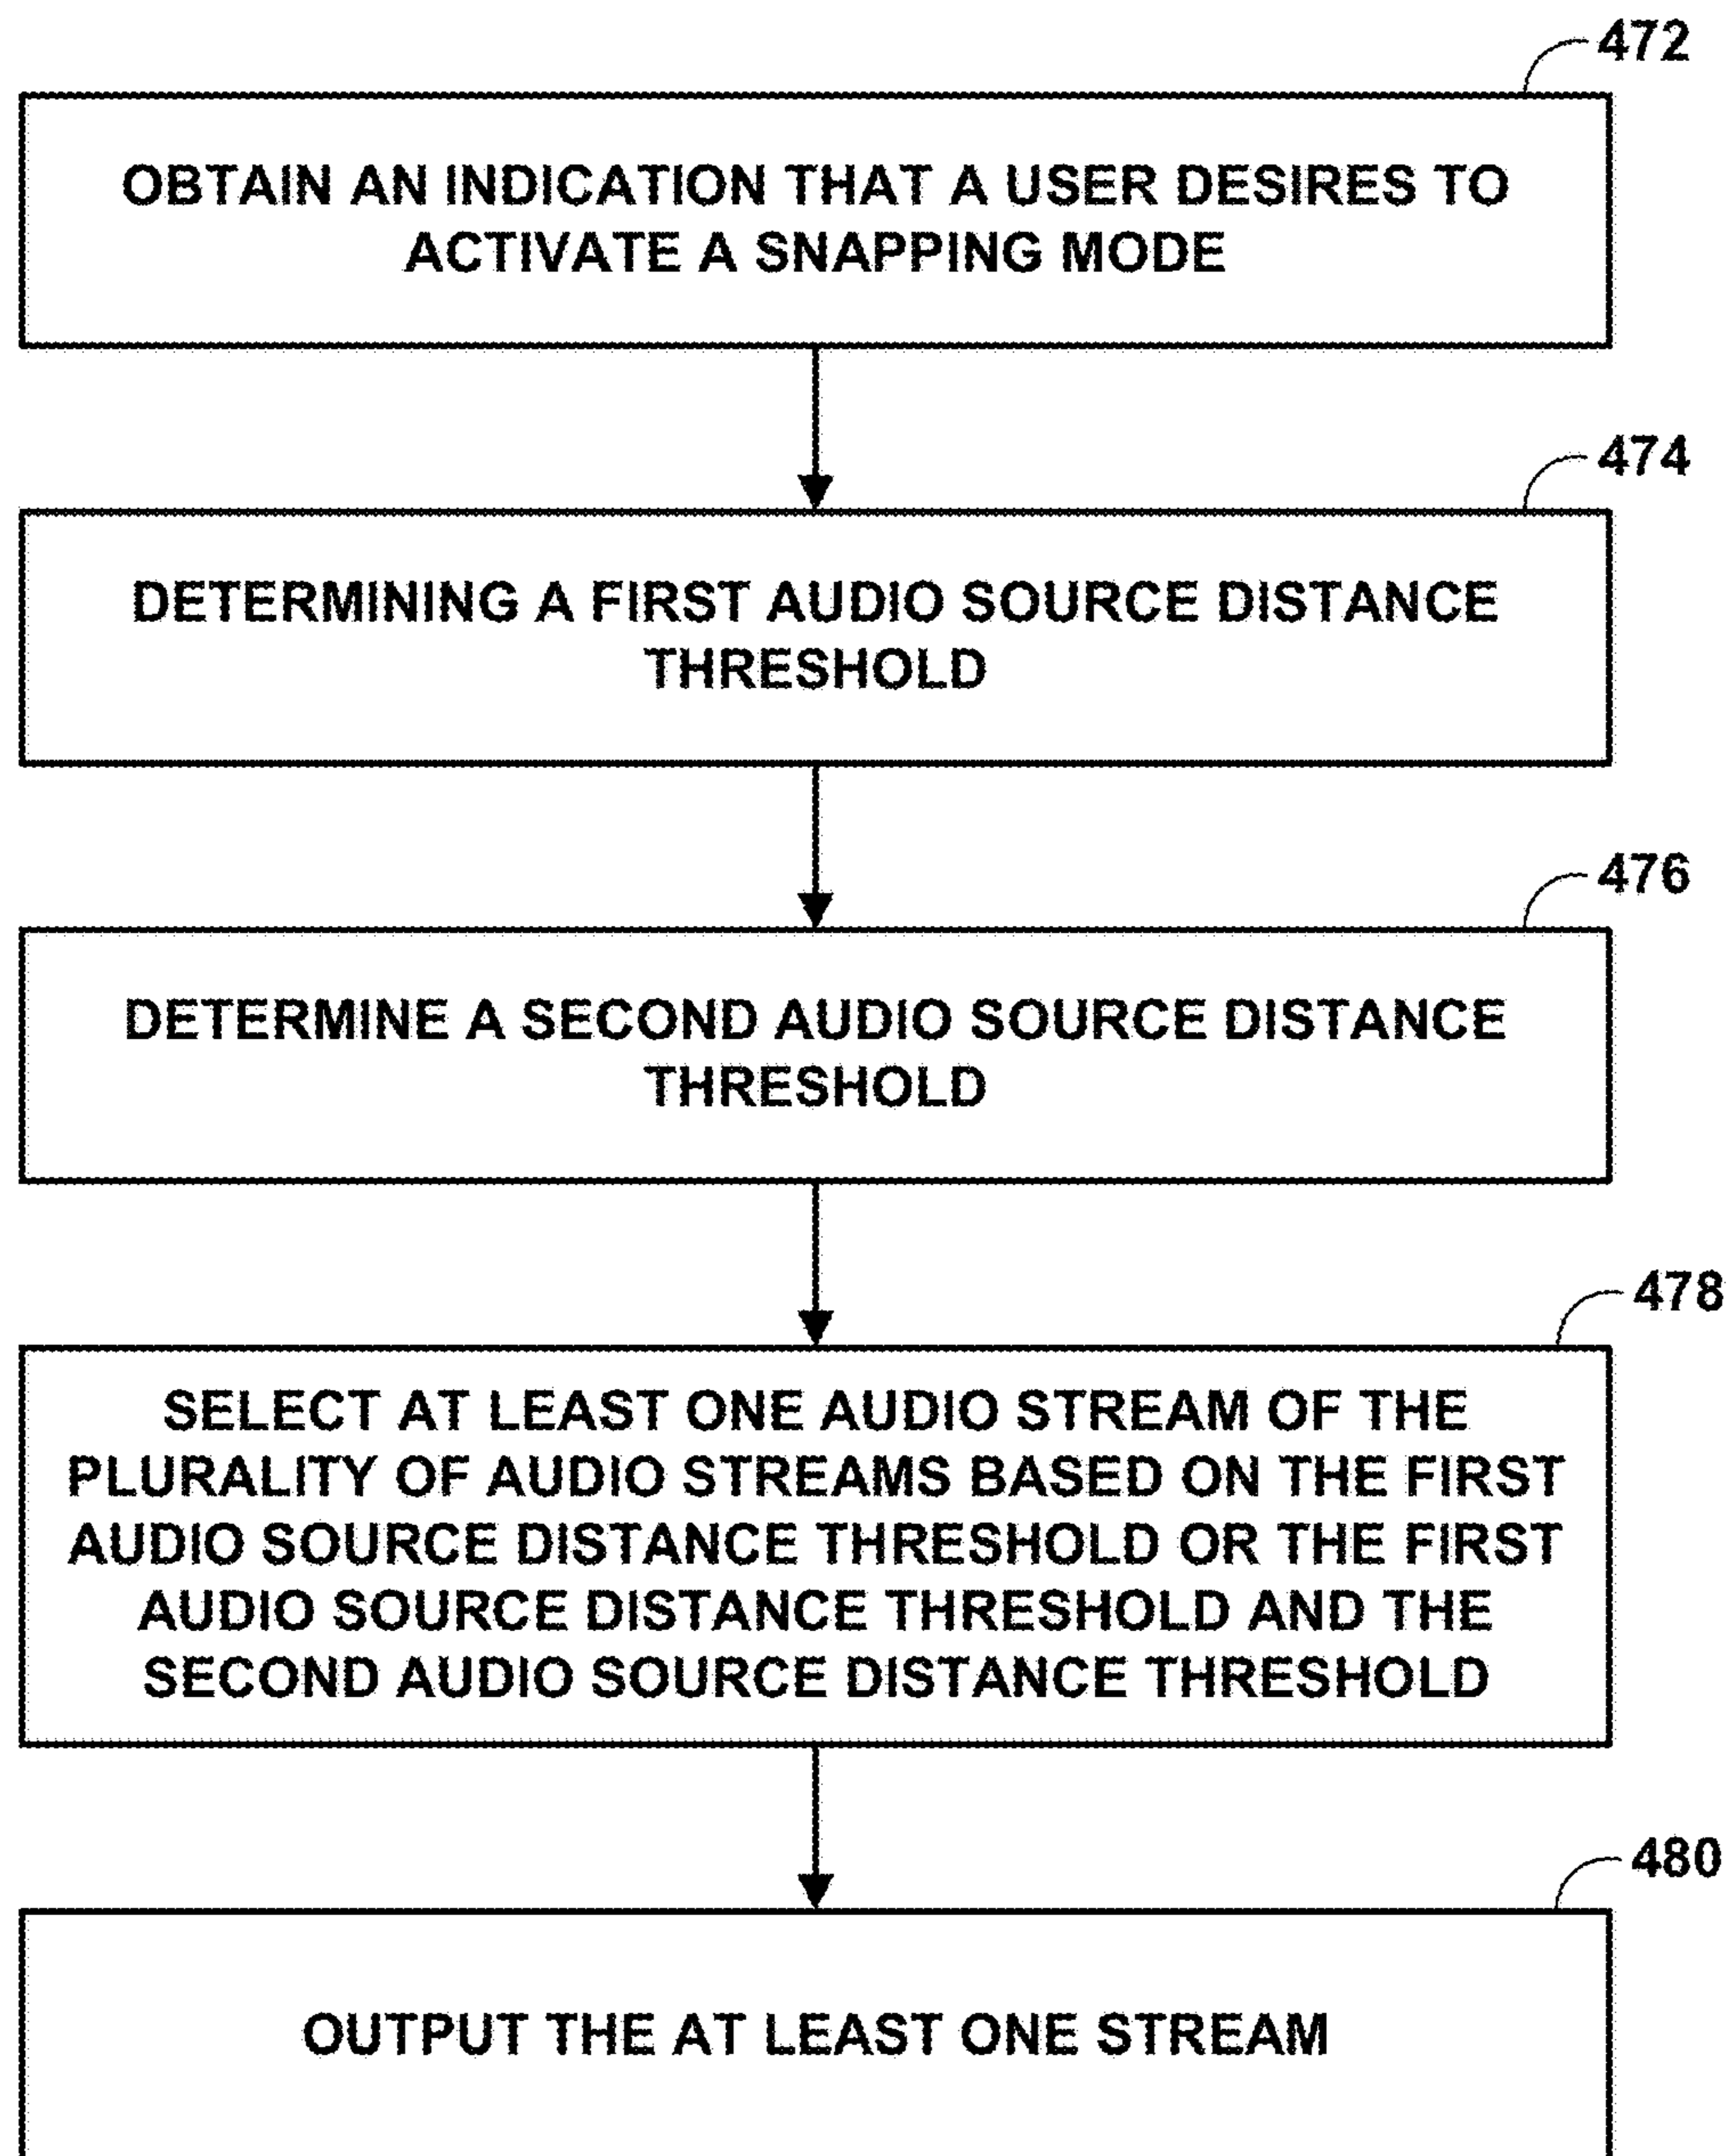 472
OBTAIN AN INDICATION THAT A USER DESIRES TO
ACTIVATE A SNAPPING MODE
474
DETERMINING A FIRST AUDIO SOURCE DISTANCE
THRESHOLD
476
DETERMINE A SECOND AUDIO SOURCE DISTANCE
THRESHOLD
478
SELECT AT LEAST ONE AUDIO STREAM OF THE
PLURALITY OF AUDIO STREAMS BASED ON THE FIRST
AUDIO SOURCE DISTANCE THRESHOLD OR THE FIRST
AUDIO SOURCE DISTANCE THRESHOLD AND THE
SECOND AUDIO SOURCE DISTANCE THRESHOLD
480
OUTPUT THE AT LEAST ONE STREAM